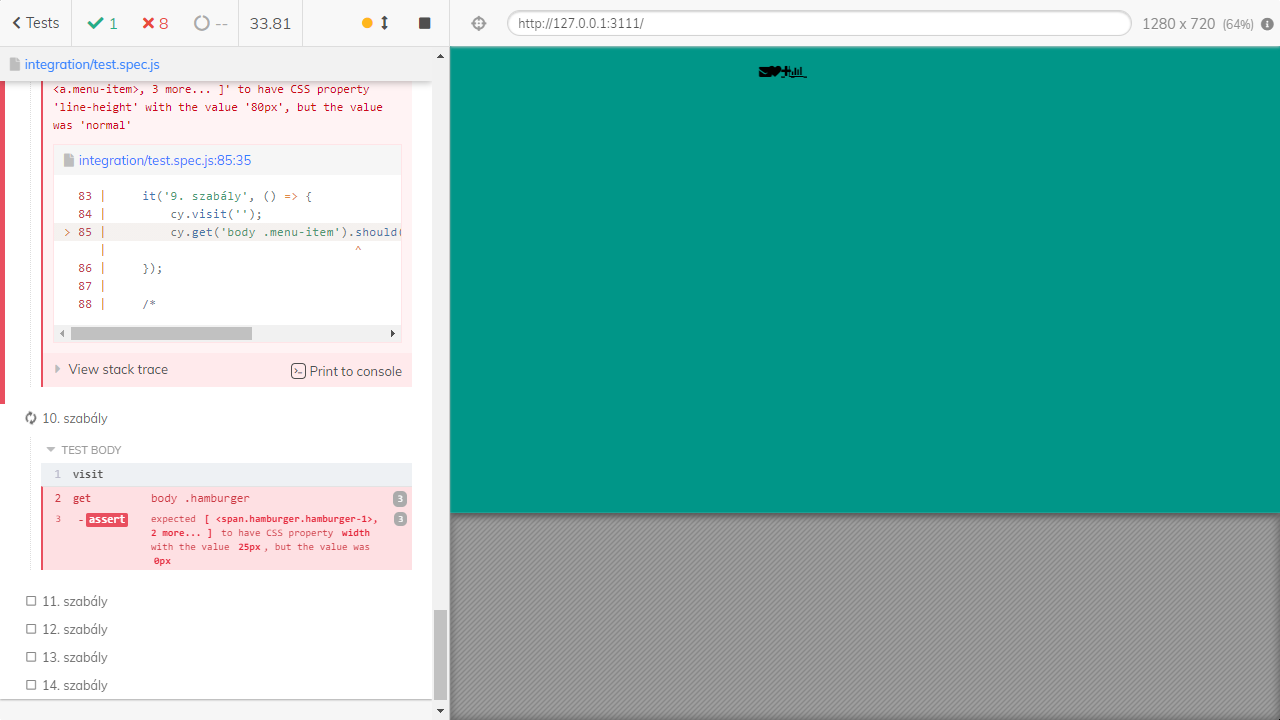 Tests 1 8 -- 33.81
http://127.0.0.1:3111/ 1280 x 720 (64%)
integration/test.spec.js
<a.menu-item>, 3 more... ]' to have CSS property
'line-height' with the value '80px', but the value
was 'normal'
integration/test.spec.js:85:35
83 | it('9. szabály', () => {
84 | cy.visit('');
> 85 | cy.get('body .menu-item').should(
| ^
86 | });
87 |
88 | /*
View stack trace Print to console
10. szabály
TEST BODY
1 visit
2 get body .hamburger 3
3 -assert expected [ <span.hamburger.hamburger-1>, 3
2 more... ] to have CSS property width
with the value 25px , but the value was
0px
11. szabály
12. szabály
13. szabály
14. szabály